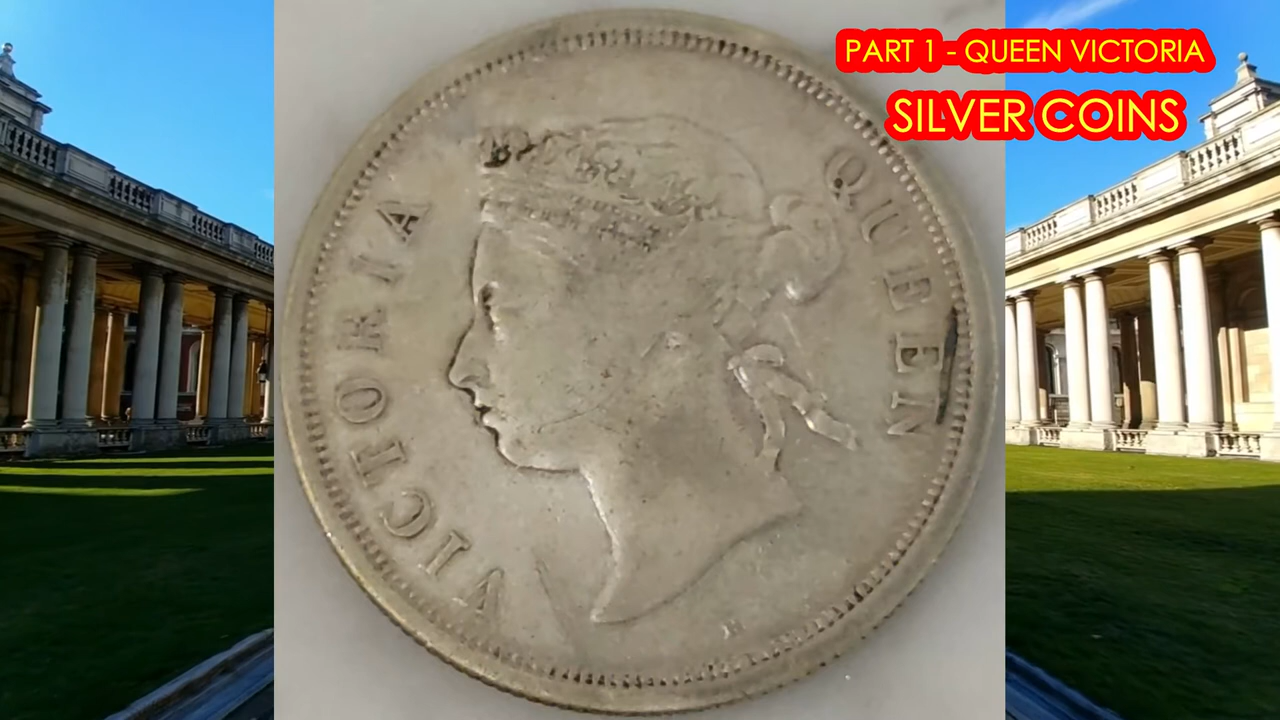 PART 1 - QUEEN VICTORIA
SILVER COINS
VICTORIA
QUEEN
H